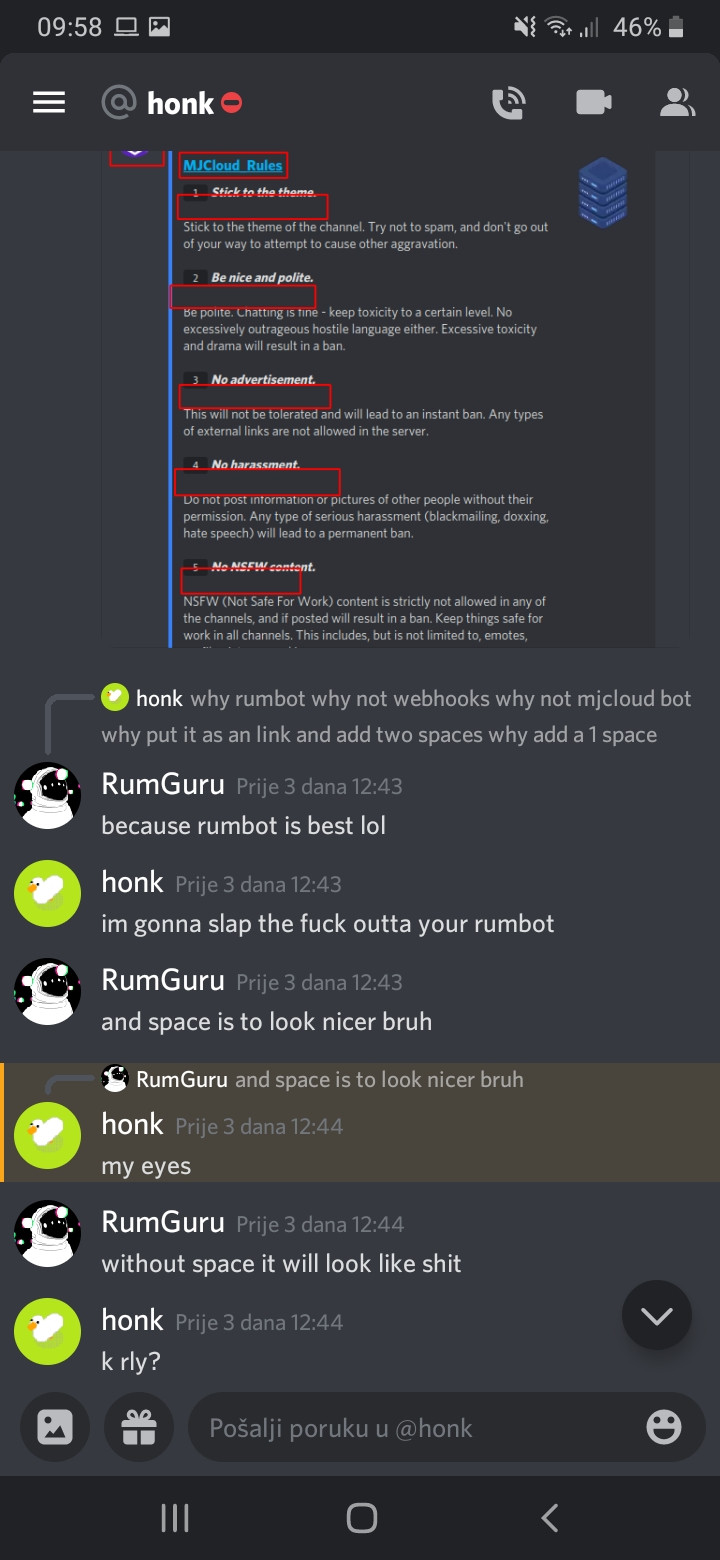 09:58
46%
@ honk
MJCloud Rules
1 Stick to the theme.
Stick to the theme of the channel. Try not to spam, and don't go out
of your way to attempt to cause other aggravation.
2 Be nice and polite.
Be polite. Chatting is fine - keep toxicity to a certain level. No
excessively outrageous hostile language either. Excessive toxicity
and drama will result in a ban.
3 No advertisement.
This will not be tolerated and will lead to an instant ban. Any types
of external links are not allowed in the server.
4 No harassment.
Do not post information or pictures of other people without their
permission. Any type of serious harassment (blackmailing, doxxing,
hate speech) will lead to a permanent ban.
5 No NSFW content.
NSFW (Not Safe For Work) content is strictly not allowed in any of
the channels, and if posted will result in a ban. Keep things safe for
work in all channels. This includes, but is not limited to, emotes,
honk why rumbot why not webhooks why not mjcloud bot
why put it as an link and add two spaces why add a 1 space
RumGuru Prije 3 dana 12:43
because rumbot is best lol
honk Prije 3 dana 12:43
im gonna slap the fuck outta your rumbot
RumGuru Prije 3 dana 12:43
and space is to look nicer bruh
RumGuru and space is to look nicer bruh
honk Prije 3 dana 12:44
my eyes
RumGuru Prije 3 dana 12:44
without space it will look like shit
honk Prije 3 dana 12:44
k rly?
Pošalji poruku u @honk